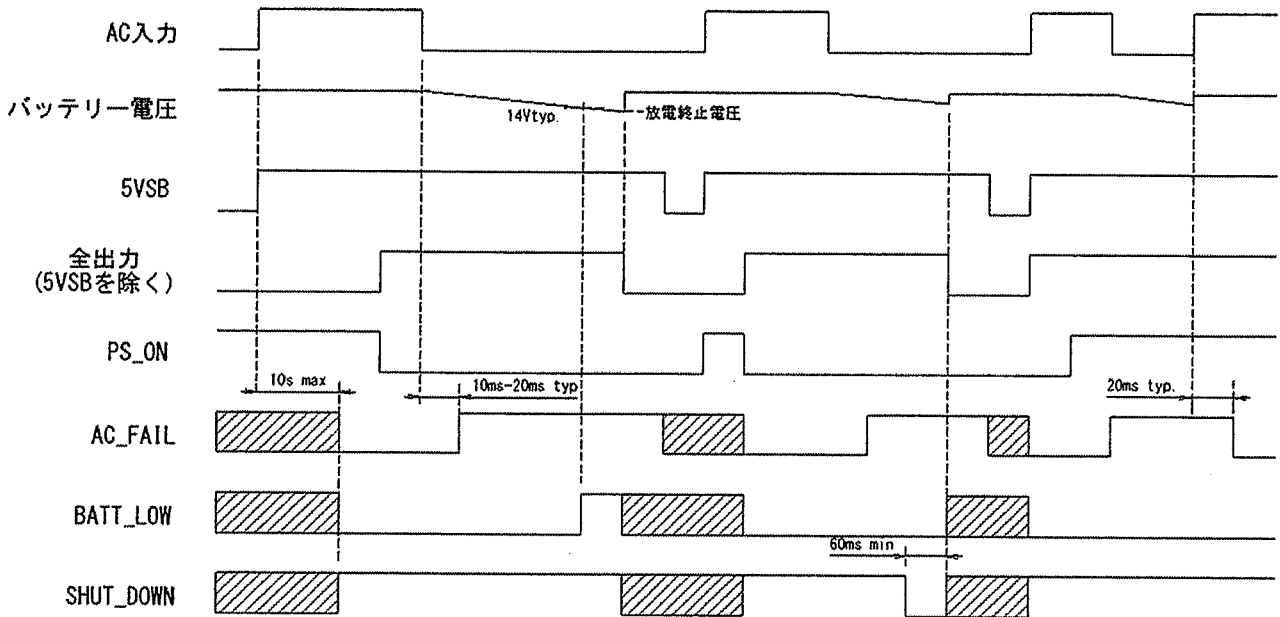 AC入力
バッテリー電圧
14Vtyp.
放電終止電圧
5VSB
全出力
(5VSBを除く)
PS_ON
10s max
10ms-20ms typ
20ms typ.
AC_FAIL
BATT_LOW
60ms min
SHUT_DOWN